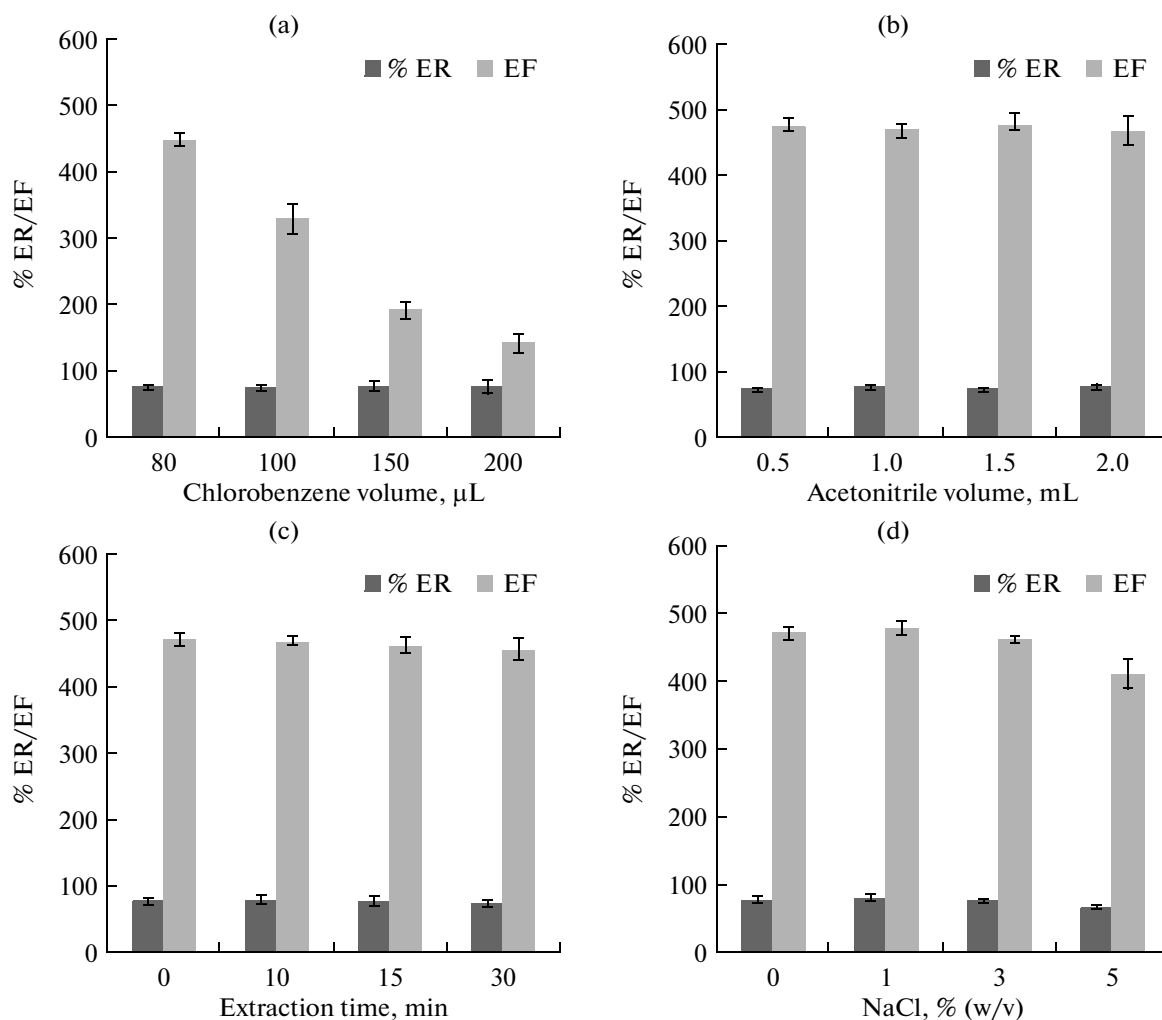 (a)
600
500
400
300
200
100
0
% ER/EF
% ER EF
80 100 150 200
Chlorobenzene volume, μL
(b)
600
500
400
300
200
100
0
% ER/EF
% ER EF
0.5 1.0 1.5 2.0
Acetonitrile volume, mL
(c)
600
500
400
300
200
100
0
% ER/EF
% ER EF
0 10 15 30
Extraction time, min
(d)
600
500
400
300
200
100
0
% ER/EF
% ER EF
0 1 3 5
NaCl, % (w/v)